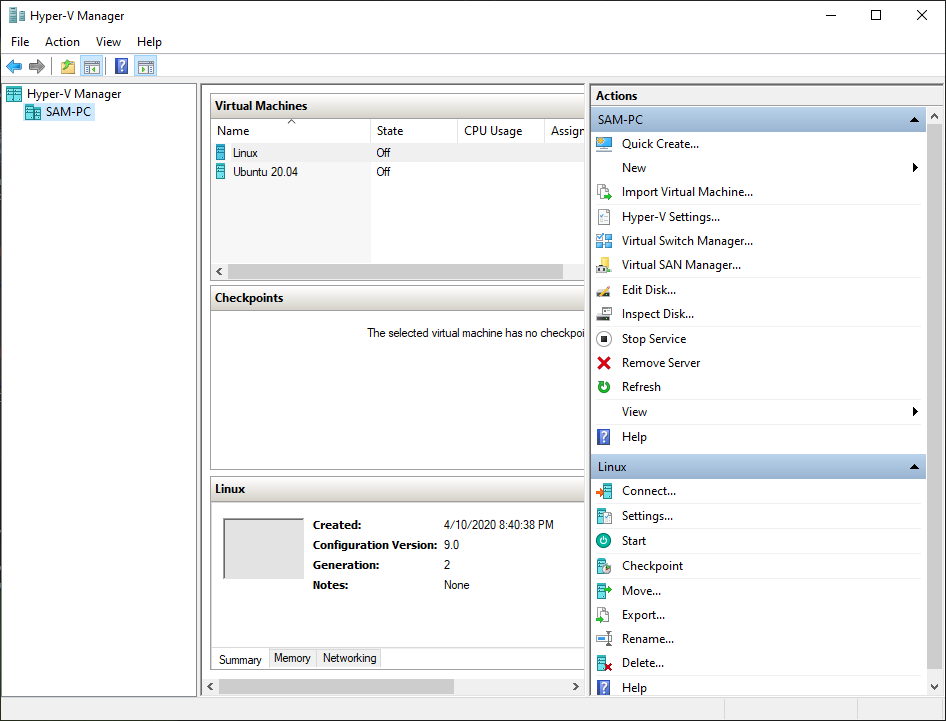 Hyper-V Manager
File Action View Help
Hyper-V Manager
SAM-PC
Virtual Machines
Name State CPU Usage Assign
Linux Off
Ubuntu 20.04 Off
Checkpoints
The selected virtual machine has no checkpoi
Linux
Created: 4/10/2020 8:40:38 PM
Configuration Version: 9.0
Generation: 2
Notes: None
Summary Memory Networking
Actions
SAM-PC
Quick Create...
New
Import Virtual Machine...
Hyper-V Settings...
Virtual Switch Manager...
Virtual SAN Manager...
Edit Disk...
Inspect Disk...
Stop Service
Remove Server
Refresh
View
Help
Linux
Connect...
Settings...
Start
Checkpoint
Move...
Export...
Rename...
Delete...
Help